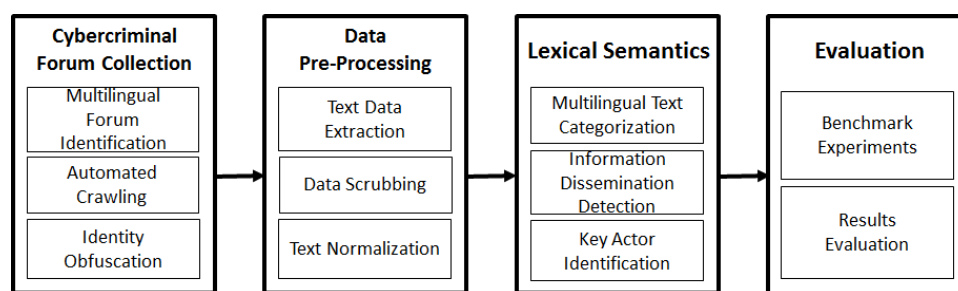 Cybercriminal
Forum Collection
Multilingual
Forum
Identification
Automated
Crawling
Identity
Obfuscation
Data
Pre-Processing
Text Data
Extraction
Data Scrubbing
Text Normalization
Lexical Semantics
Multilingual Text
Categorization
Information
Dissemination
Detection
Key Actor
Identification
Evaluation
Benchmark
Experiments
Results
Evaluation